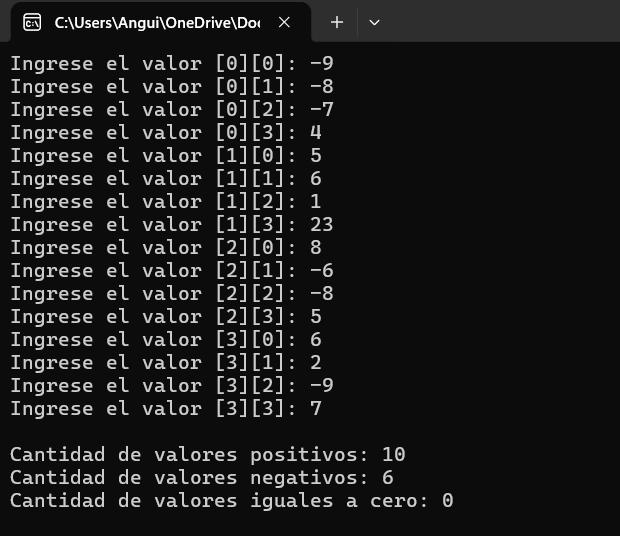 C:\Users\Angui\OneDrive\Doc
Ingrese el valor [0][0]: -9
Ingrese el valor [0][1]: -8
Ingrese el valor [0][2]: -7
Ingrese el valor [0][3]: 4
Ingrese el valor [1][0]: 5
Ingrese el valor [1][1]: 6
Ingrese el valor [1][2]: 1
Ingrese el valor [1][3]: 23
Ingrese el valor [2][0]: 8
Ingrese el valor [2][1]: -6
Ingrese el valor [2][2]: -8
Ingrese el valor [2][3]: 5
Ingrese el valor [3][0]: 6
Ingrese el valor [3][1]: 2
Ingrese el valor [3][2]: -9
Ingrese el valor [3][3]: 7
Cantidad de valores positivos: 10
Cantidad de valores negativos: 6
Cantidad de valores iguales a cero: 0